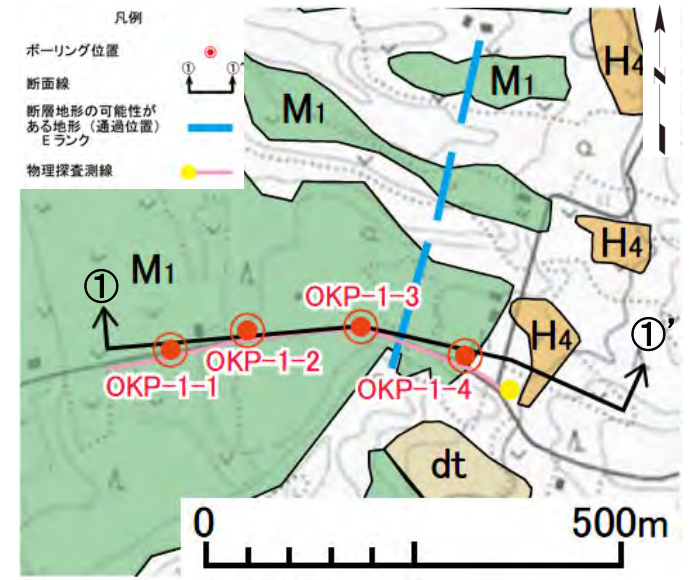 凡例
ボーリング位置
断面線
① ①'
断層地形の可能性が
ある地形（通過位置）
Eランク
物理探査測線
M1
M1
H4
H4
M1
①
OKP-1-3
OKP-1-2
OKP-1-1
OKP-1-4
H4
①'
dt
0 500m